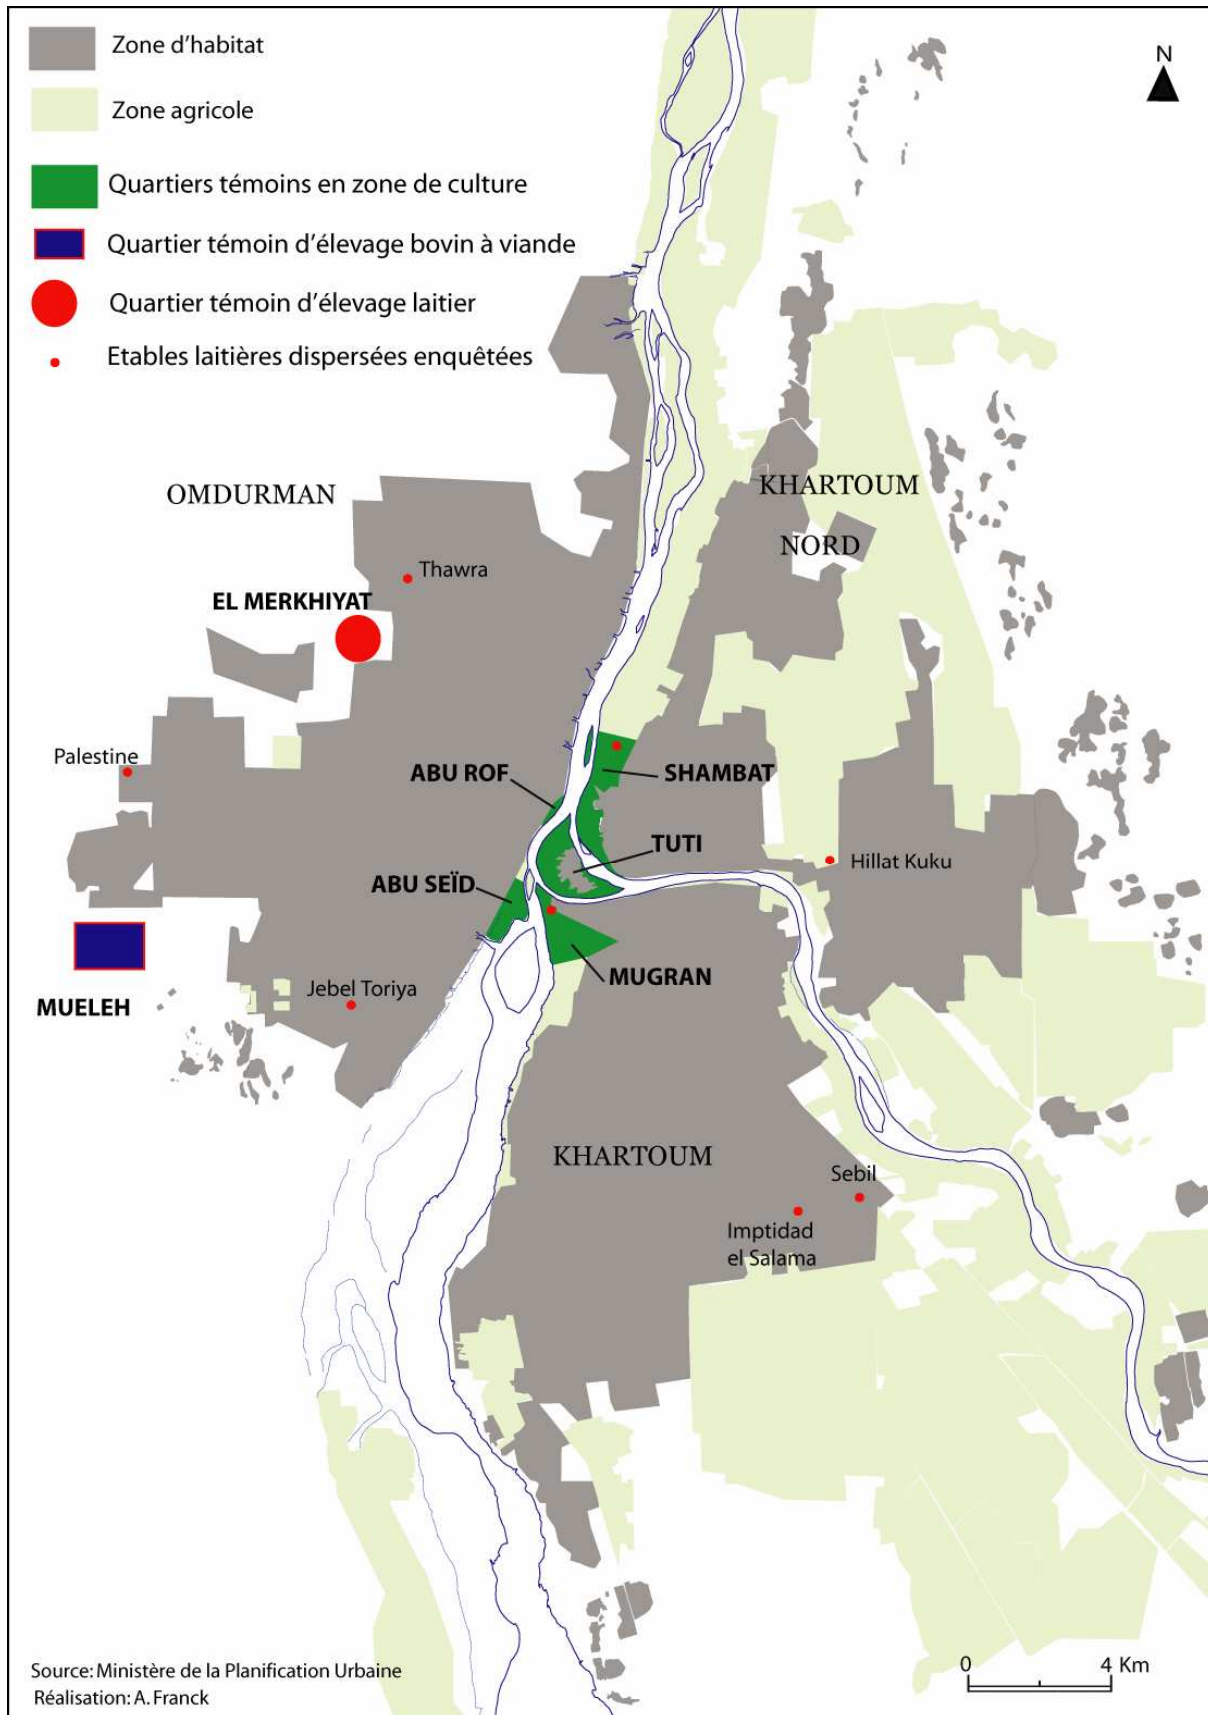 Zone d'habitat
Zone agricole
Quartiers témoins en zone de culture
Quartier témoin d'élevage bovin à viande
Quartier témoin d'élevage laitier
Etables laitières dispersées enquêtées
N
OMDURMAN
KHARTOUM
NORD
Thawra
EL MERKHIYAT
Palestine
ABU ROF
SHAMBAT
TUTI
Hillat Kuku
ABU SEÏD
MUGRAN
Jebel Toriya
MUELEH
KHARTOUM
Sebil
Imptidad
el Salama
Source: Ministère de la Planification Urbaine
Réalisation: A. Franck
0 4 Km